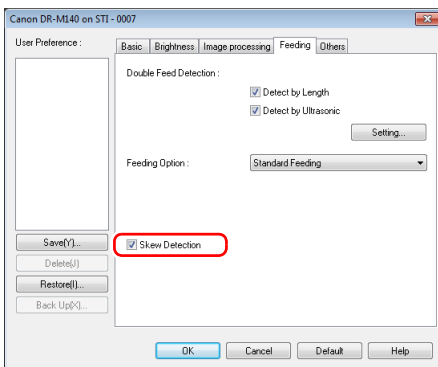 Canon DR-M140 on STI - 0007
User Preference :
Basic Brightness Image processing Feeding Others
Double Feed Detection :
Detect by Length
Detect by Ultrasonic
Setting...
Feeding Option :
Standard Feeding
Save(Y)...
Skew Detection
Delete(J)
Restore(I)...
Back Up(X)...
OK Cancel Default Help